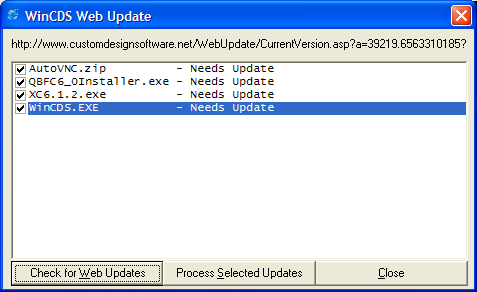 WinCDS Web Update
http://www.customdesignsoftware.net/WebUpdate/CurrentVersion.asp?a=39219.6563310185?
AutoVNC.zip - Needs Update
QBFC6_0Installer.exe - Needs Update
XC6.1.2.exe - Needs Update
WinCDS.EXE - Needs Update
Check for Web Updates Process Selected Updates Close